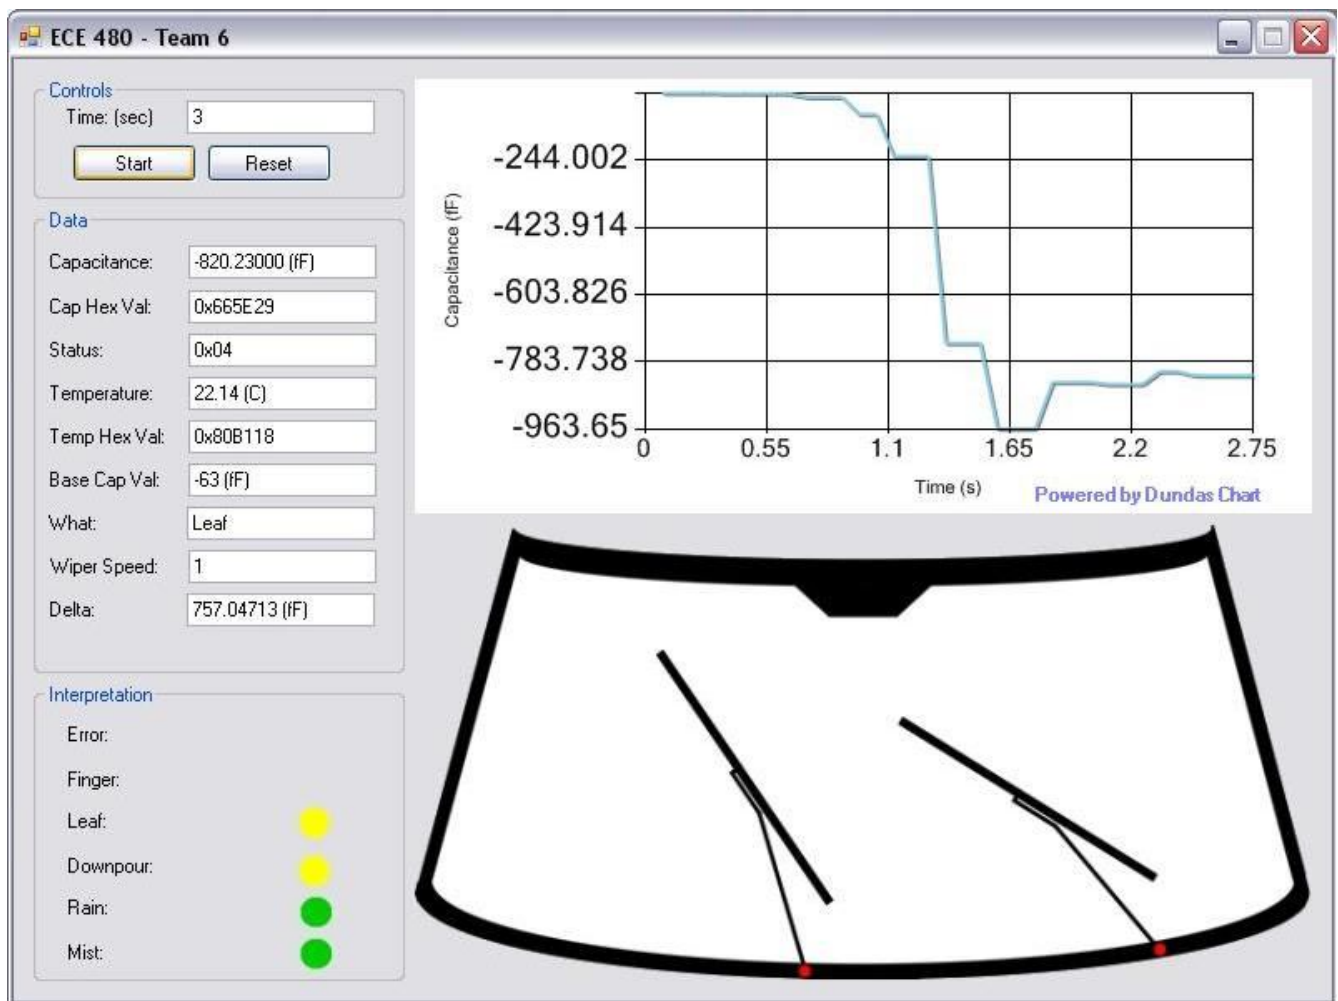 ECE 480 - Team 6
Controls
Time: (sec) 3
Start Reset
Data
Capacitance: -820.23000 (fF)
Cap Hex Val: 0x665E29
Status: 0x04
Temperature: 22.14 (C)
Temp Hex Val: 0x80B118
Base Cap Val: -63 (fF)
What: Leaf
Wiper Speed: 1
Delta: 757.04713 (fF)
Interpretation
Error:
Finger:
Leaf:
Downpour:
Rain:
Mist:
Capacitance (fF)
-244.002
-423.914
-603.826
-783.738
-963.65
0 0.55 1.1 1.65 2.2 2.75
Time (s)
Powered by Dundas Chart